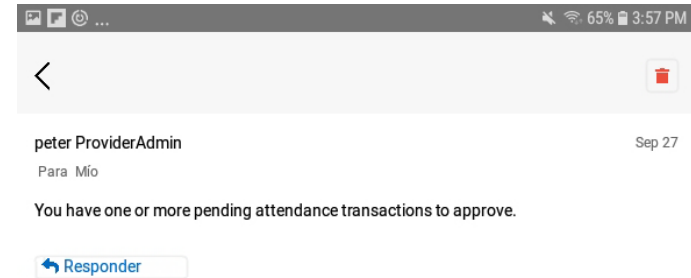 ... 65% 3:57 PM
peter ProviderAdmin Sep 27
Para Mío
You have one or more pending attendance transactions to approve.
Responder